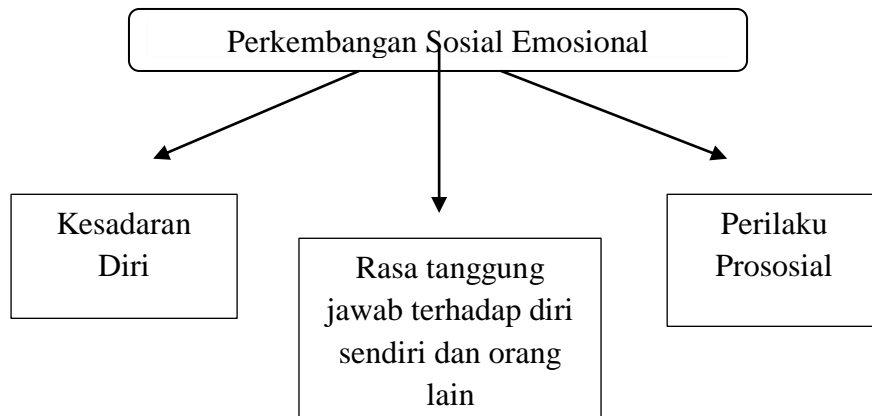 Perkembangan Sosial Emosional
Kesadaran
Diri
Rasa tanggung
jawab terhadap diri
sendiri dan orang
lain
Perilaku
Prososial